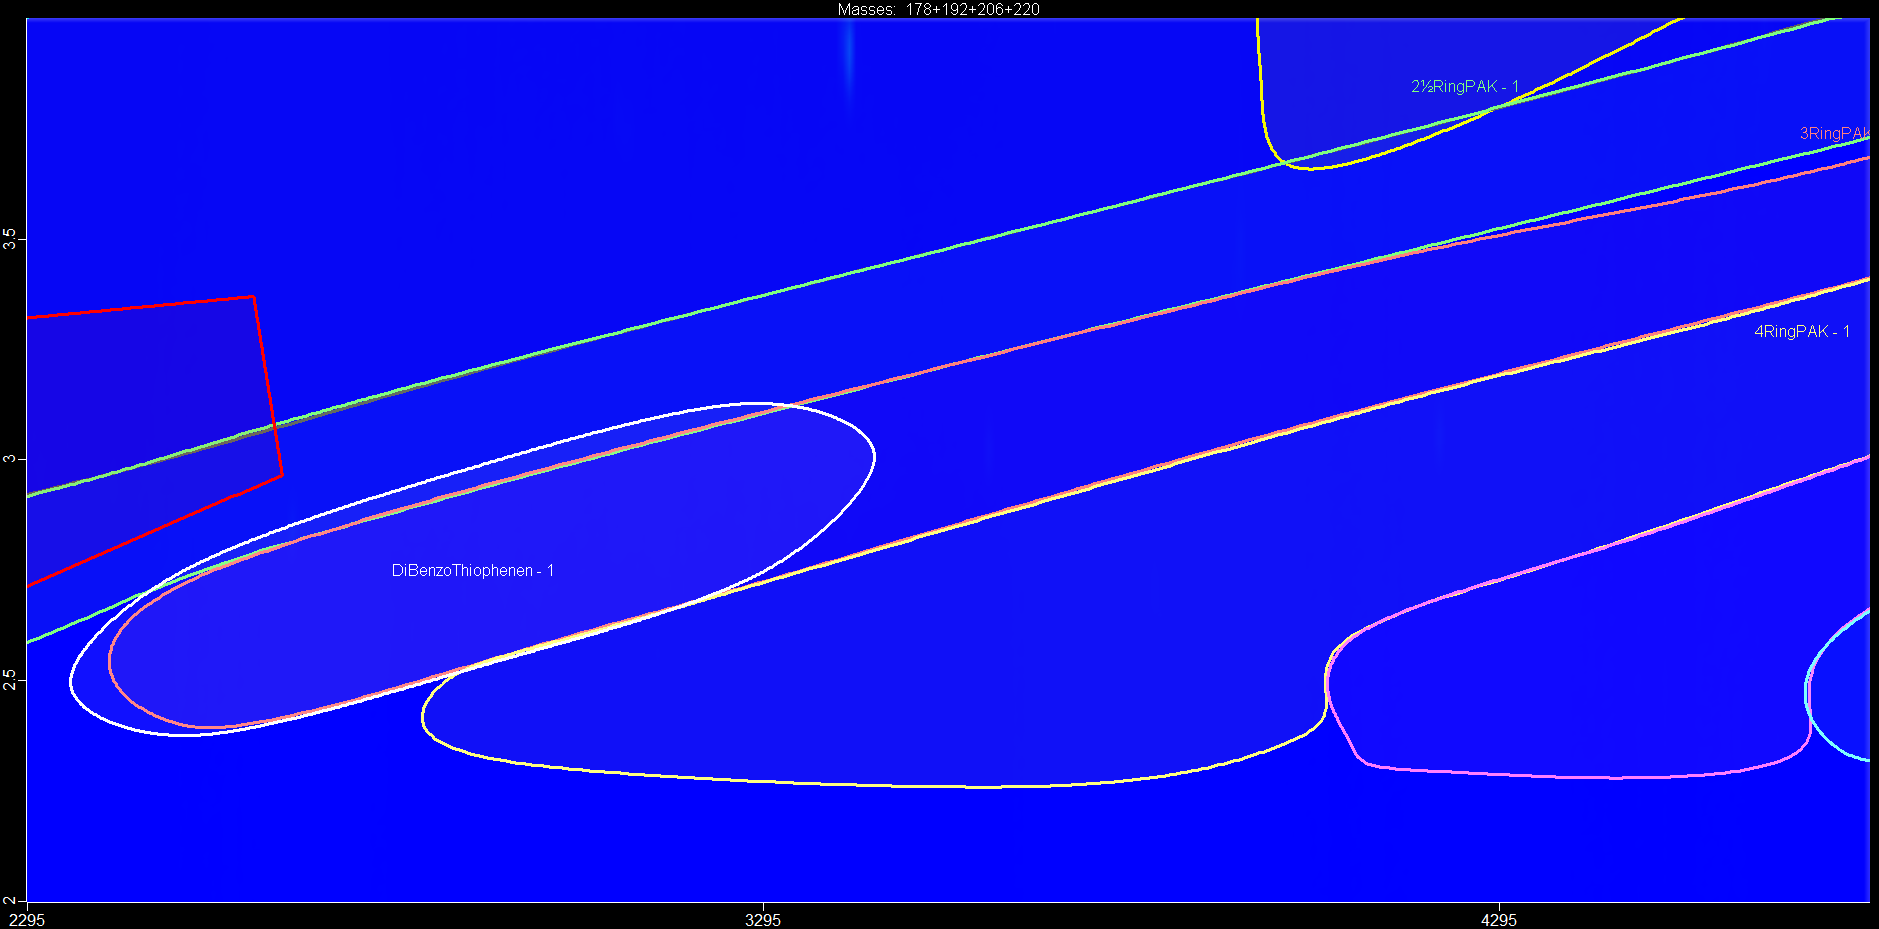 Masses: 178+192+206+220
2½RingPAK - 1
3RingPAK
3.5
4RingPAK - 1
3
DiBenzoThiophenen - 1
2.5
2
2295 3295 4295